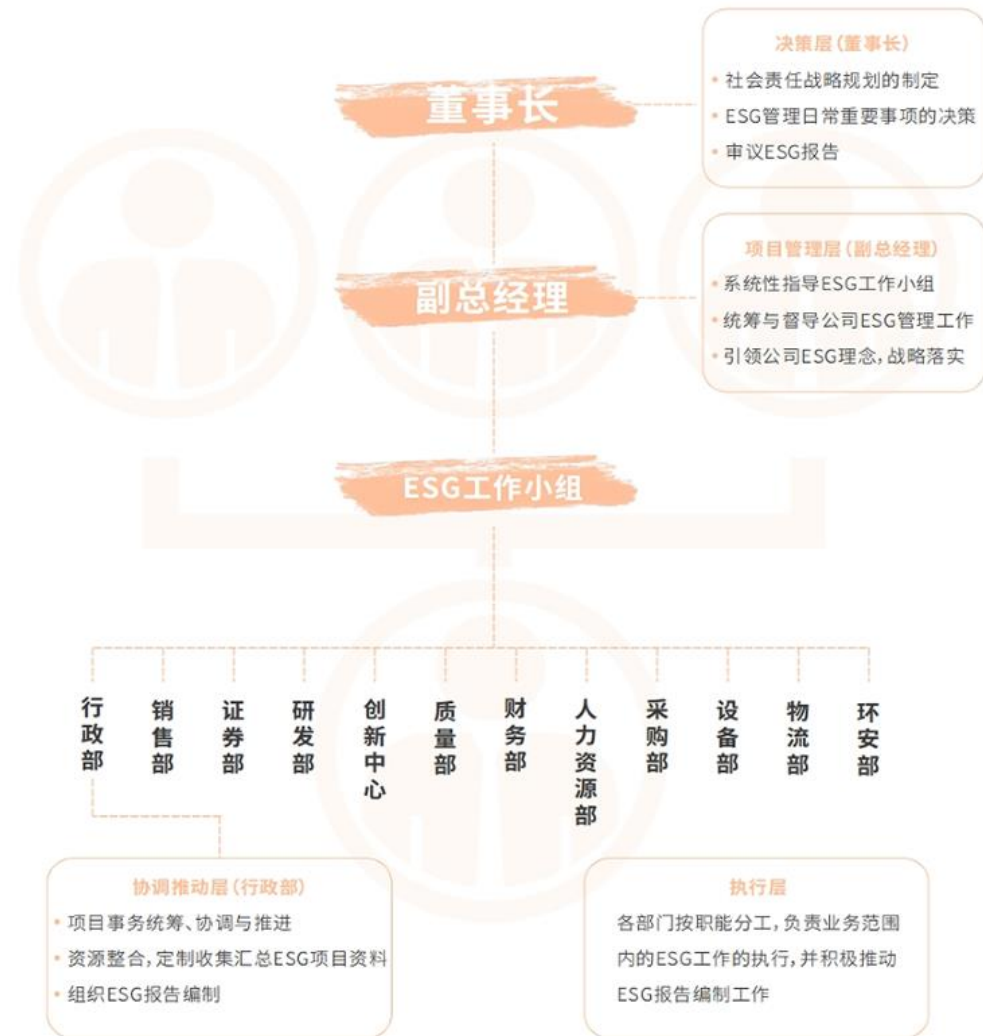 董事长
决策层(董事长)
• 社会责任战略规划的制定
• ESG管理日常重要事项的决策
• 审议ESG报告
副总经理
项目管理层(副总经理)
• 系统性指导ESG工作小组
• 统筹与督导公司ESG管理工作
• 引领公司ESG理念,战略落实
ESG工作小组
行政部
销售部
证券部
研发部
创新中心
质量部
财务部
人力资源部
采购部
设备部
物流部
环安部
协调推动层(行政部)
• 项目事务统筹、协调与推进
• 资源整合,定制收集汇总ESG项目资料
• 组织ESG报告编制
执行层
各部门按职能分工,负责业务范围
内的ESG工作的执行,并积极推动
ESG报告编制工作